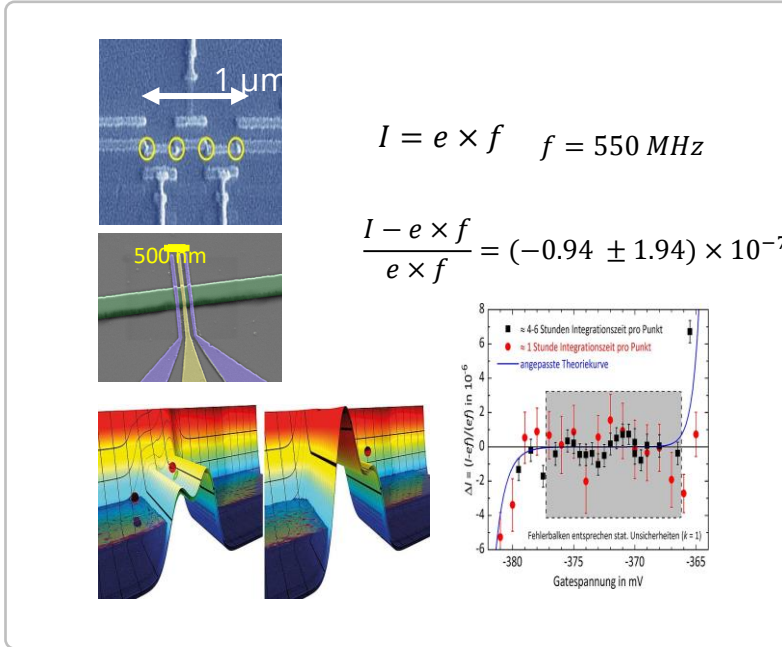 1 µm
I = e × f f = 550 MHz
500 nm
(I − e × f) / (e × f) = (−0.94 ± 1.94) × 10⁻⁷
8
≈ 4-6 Stunden Integrationszeit pro Punkt
≈ 1 Stunde Integrationszeit pro Punkt
angepasste Theoriekurve
6
4
2
0
-2
-4
-6
ΔI = (I-ef)/(ef) in 10⁻⁶
Fehlerbalken entsprechen stat. Unsicherheiten (k = 1)
-380 -375 -370 -365
Gatespannung in mV